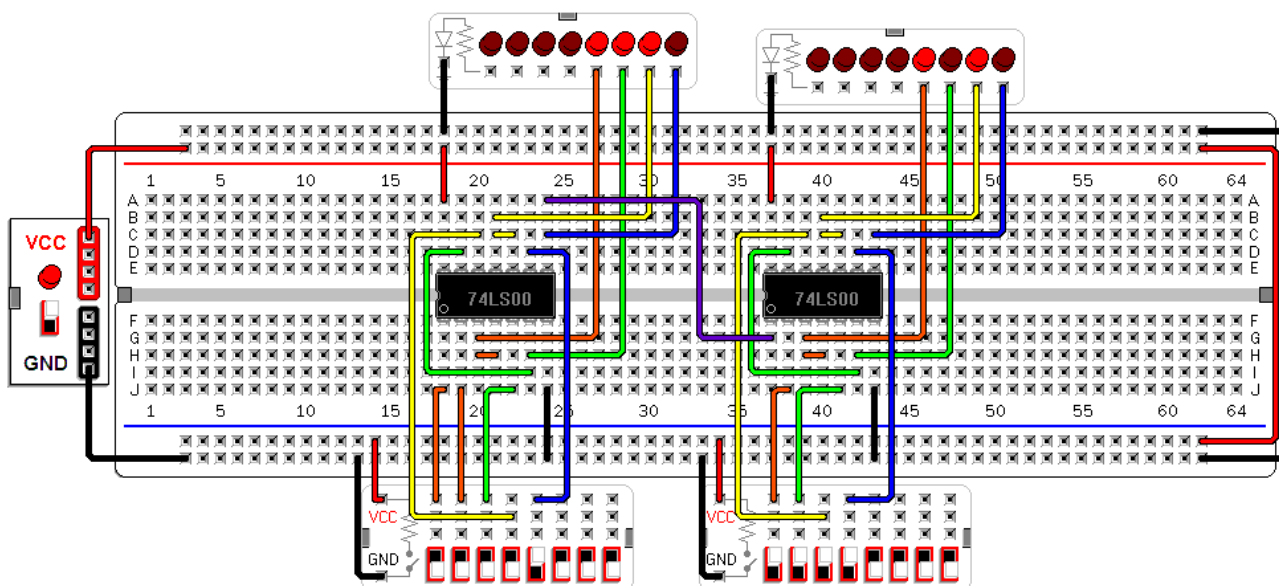 1 5 10 15 20 25 30 35 40 45 50 55 60 64
A A
B B
C C
D D
E E
VCC
74LS00 74LS00
F F
G G
GND
H H
I I
J J
1 5 10 15 20 25 30 35 40 45 50 55 60 64
VCC VCC
GND GND